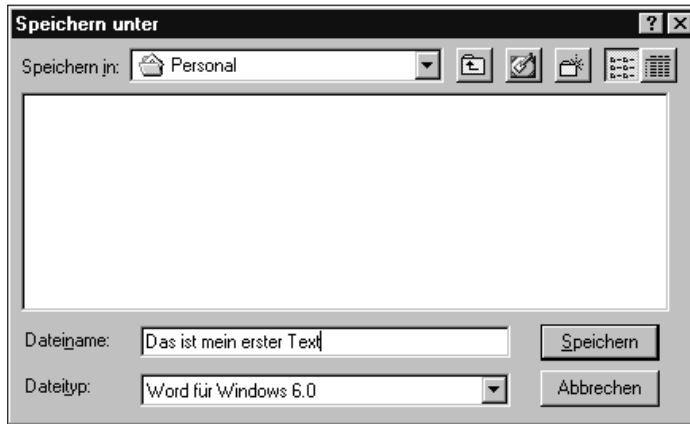 Speichern unter
Speichern in: Personal
Dateiname: Das ist mein erster Text
Speichern
Dateityp: Word für Windows 6.0
Abbrechen